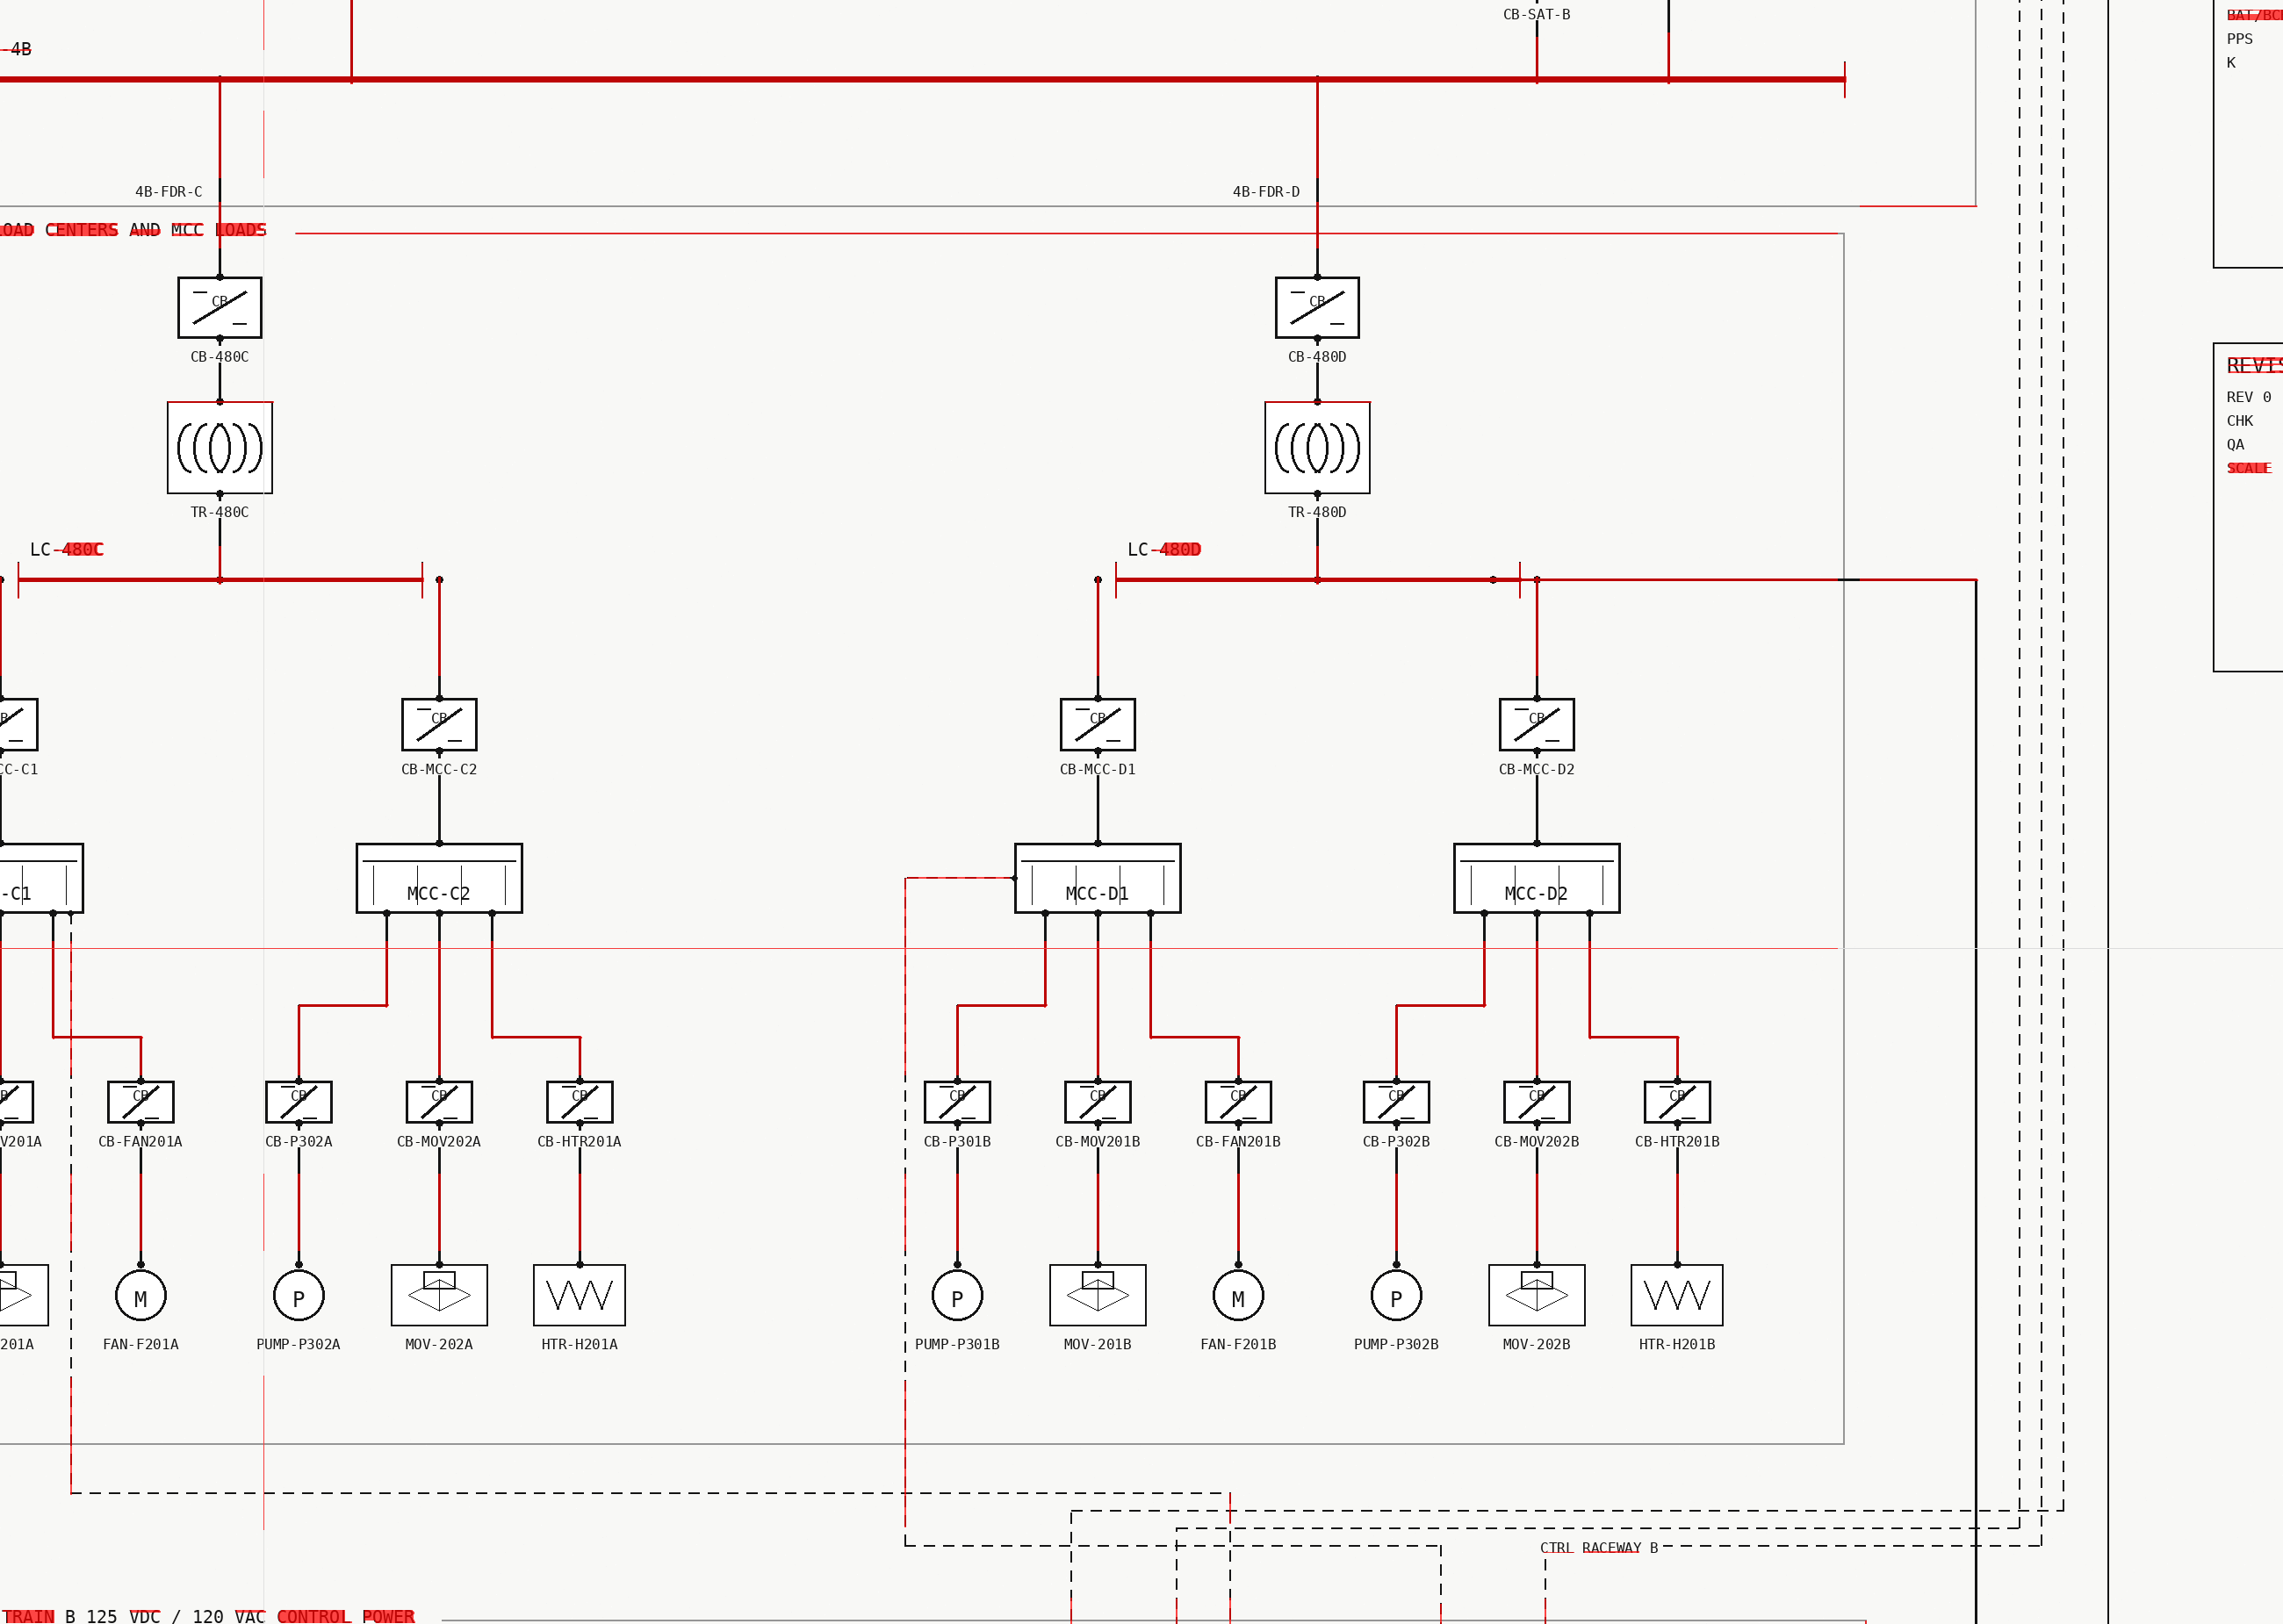 CB-SAT-B
PPS
K
-4B
4B-FDR-C
4B-FDR-D
LOAD CENTERS AND MCC LOADS
CB
CB
CB-480C
CB-480D
REV 0
CHK
QA
SCALE
TR-480C
TR-480D
LC-480C
LC-480D
CB
CB
CB
CC-C1
CB-MCC-C2
CB-MCC-D1
CB-MCC-D2
-C1
MCC-C2
MCC-D1
MCC-D2
CB
CB
CB
CB
CB
CB
CB
CB
CB
CB
V201A
CB-FAN201A
CB-P302A
CB-MOV202A
CB-HTR201A
CB-P301B
CB-MOV201B
CB-FAN201B
CB-P302B
CB-MOV202B
CB-HTR201B
M
P
P
M
P
201A
FAN-F201A
PUMP-P302A
MOV-202A
HTR-H201A
PUMP-P301B
MOV-201B
FAN-F201B
PUMP-P302B
MOV-202B
HTR-H201B
CTRL RACEWAY B
TRAIN B 125 VDC / 120 VAC CONTROL POWER